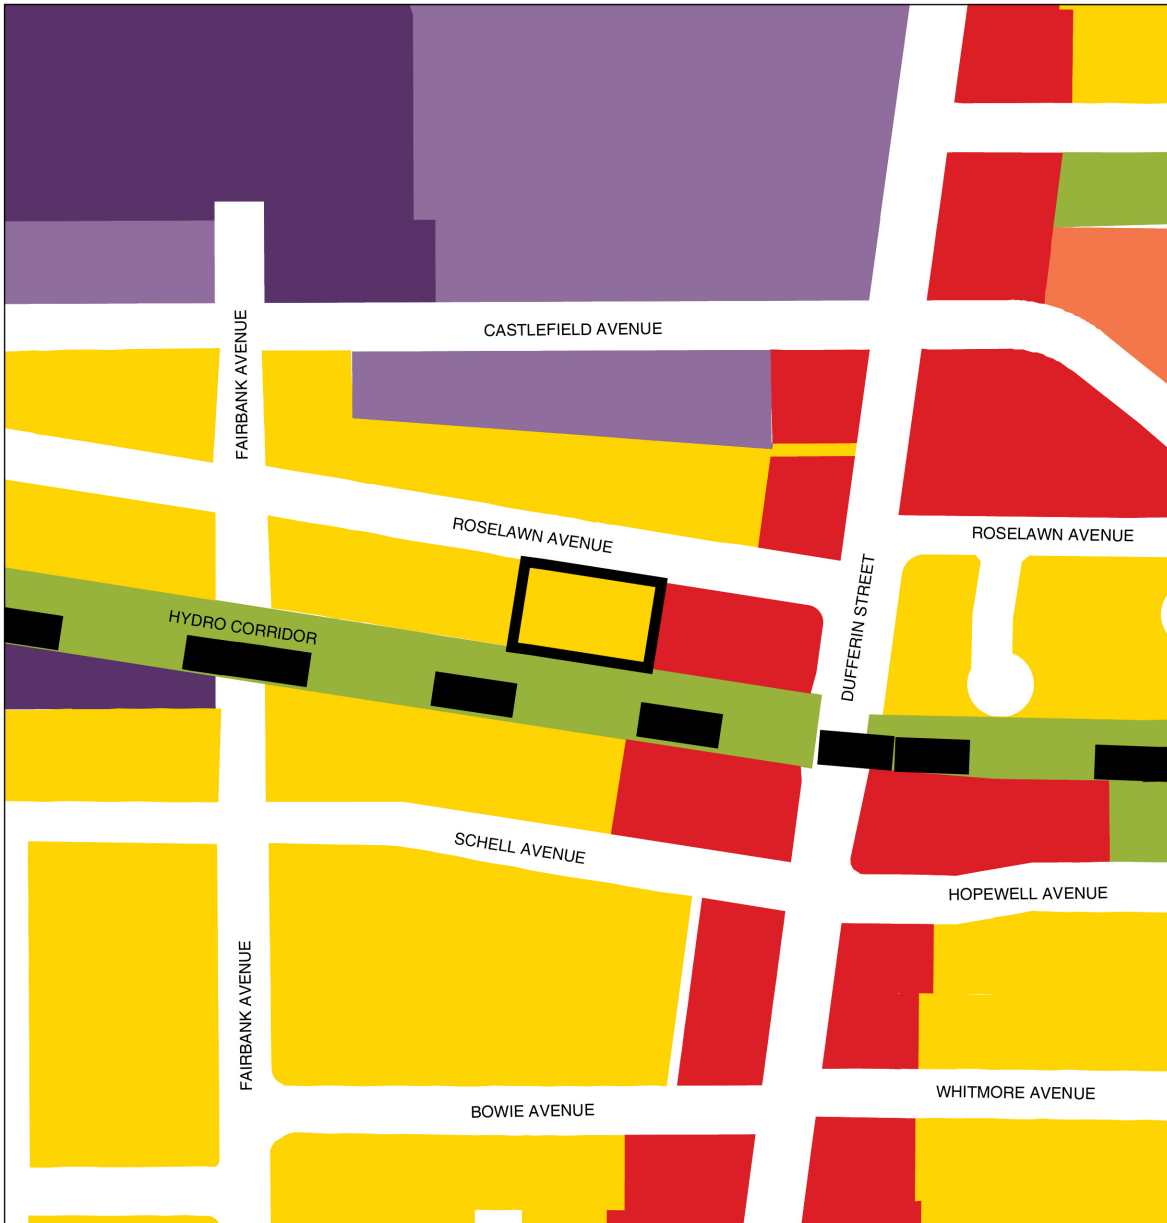 FAIRBANK AVENUE
CASTLEFIELD AVENUE
ROSELAWN AVENUE
ROSELAWN AVENUE
DUFFERIN STREET
HYDRO CORRIDOR
SCHELL AVENUE
HOPEWELL AVENUE
FAIRBANK AVENUE
WHITMORE AVENUE
BOWIE AVENUE